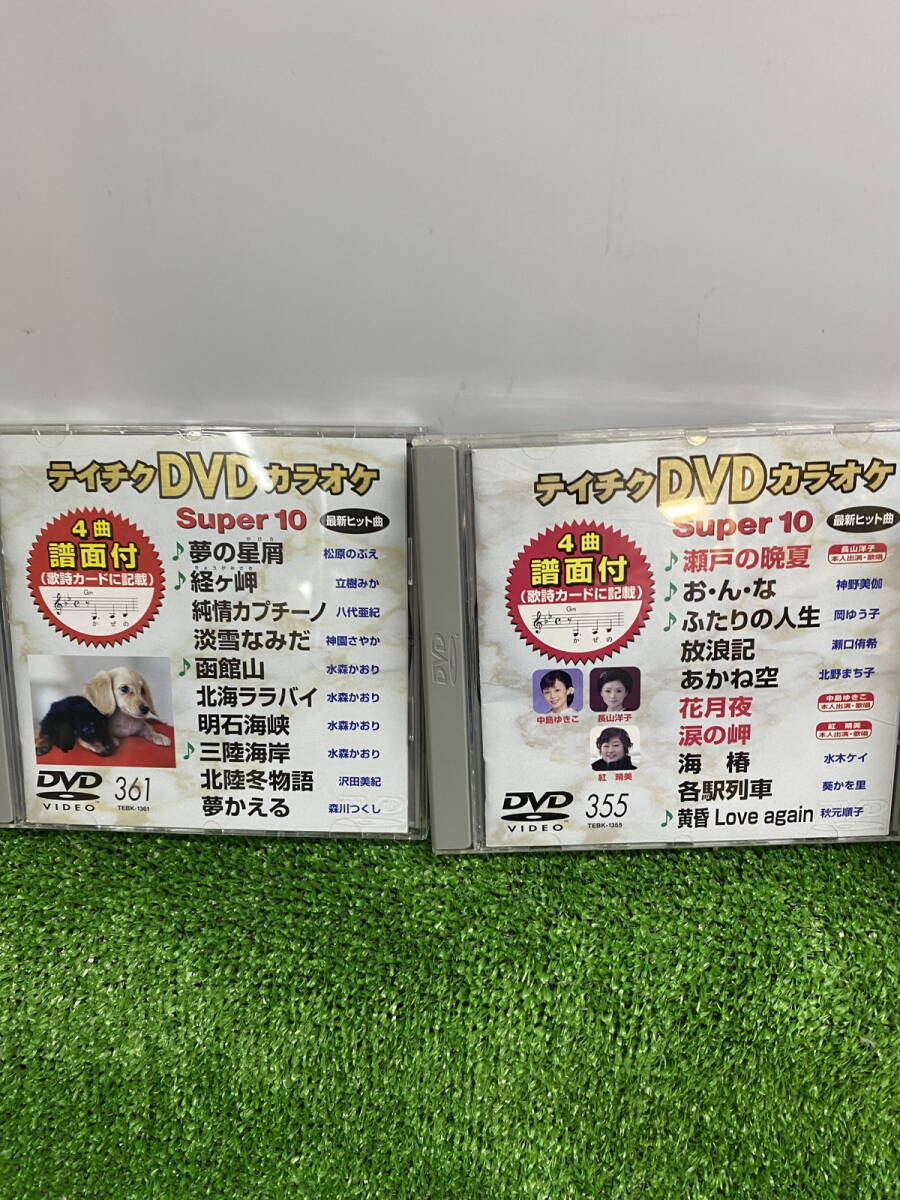 テイチクDVDカラオケ
Super 10 最新ヒット曲
4曲
譜面付
(歌詩カードに記載)
Gm
か ぜ の
♪夢の星屑 松原のぶえ
♪経ヶ岬 立樹みか
純情カプチーノ 八代亜紀
淡雪なみだ 神園さやか
♪函館山 水森かおり
北海ララバイ 水森かおり
明石海峡 水森かおり
♪三陸海岸 水森かおり
北陸冬物語 沢田美紀
夢かえる 森川つくし
DVD
VIDEO
361
TEBK-1361
DVD
テイチクDVDカラオケ
Super 10 最新ヒット曲
4曲
譜面付
(歌詩カードに記載)
Gm
か ぜ の
♪瀬戸の晩夏 長山洋子 本人出演・歌唱
♪お・ん・な 神野美伽
♪ふたりの人生 岡ゆう子
放浪記 瀬口侑希
あかね空 北野まち子
花月夜 中島ゆきこ 本人出演・歌唱
涙の岬 紅 晴美 本人出演・歌唱
海 椿 水木ケイ
各駅列車 葵かを里
♪黄昏 Love again 秋元順子
中島ゆきこ
長山洋子
紅 晴美
DVD
VIDEO
355
TEBK-1355